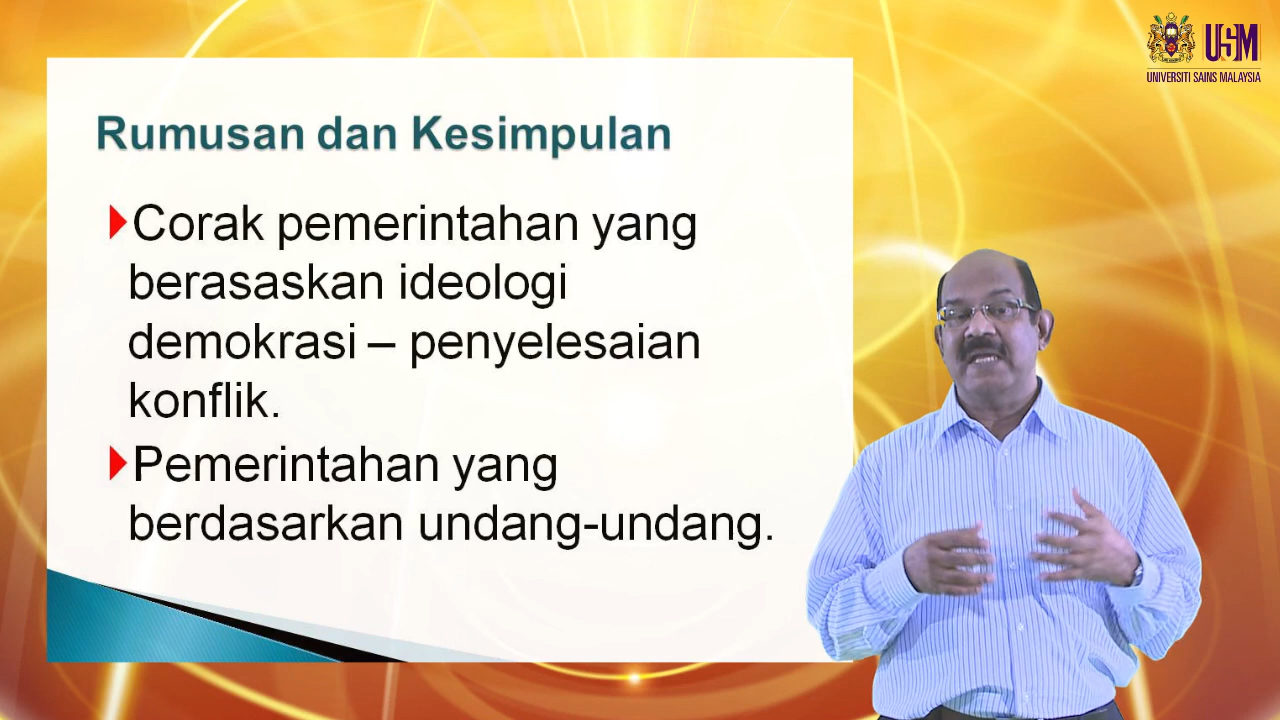 USM
UNIVERSITI SAINS MALAYSIA
Rumusan dan Kesimpulan
Corak pemerintahan yang
berasaskan ideologi
demokrasi – penyelesaian
konflik.
Pemerintahan yang
berdasarkan undang-undang.